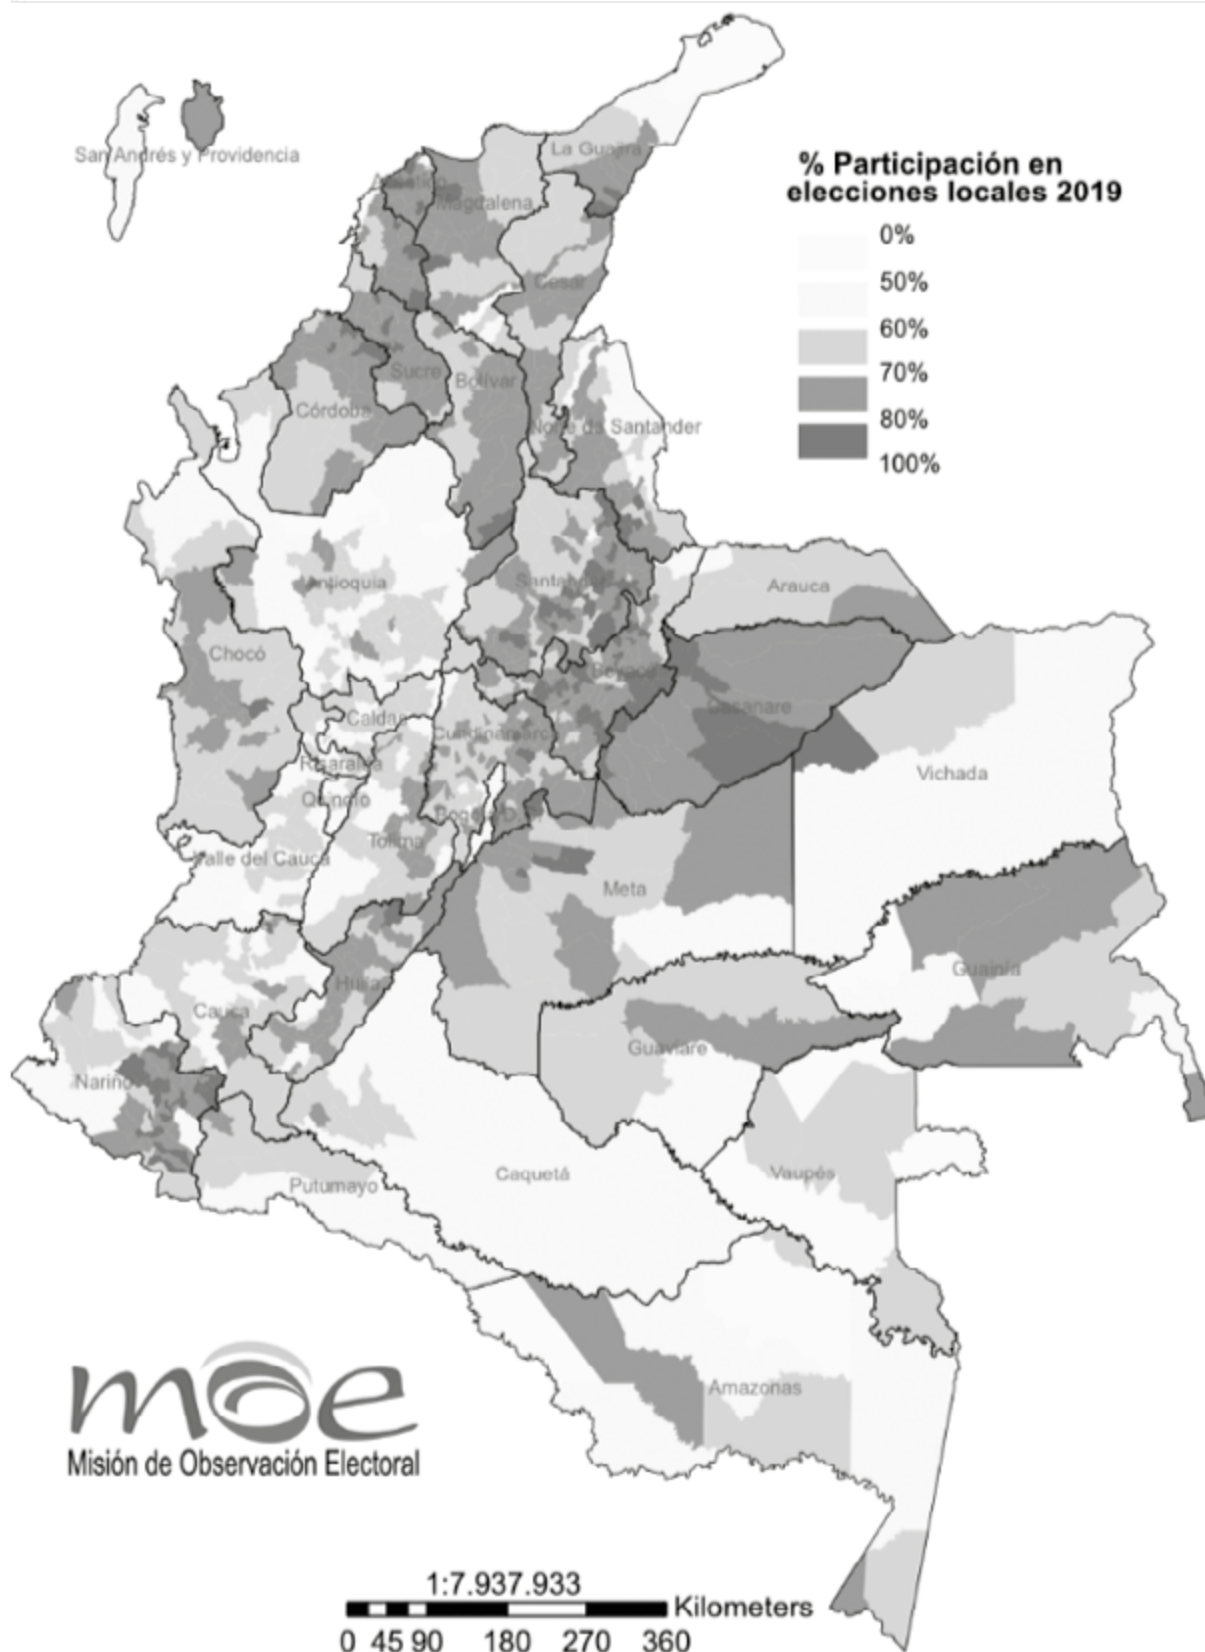 San Andrés y Providencia
La Guajira
Atlántico
Magdalena
% Participación en
elecciones locales 2019
0%
50%
60%
70%
80%
100%
Cesar
Sucre
Bolívar
Córdoba
Norte de Santander
Antioquia
Santander
Arauca
Chocó
Boyacá
Casanare
Caldas
Cundinamarca
Vichada
Risaralda
Quindío
Bogotá D.
Tolima
Valle del Cauca
Meta
Guainía
Huila
Cauca
Guaviare
Nariño
Caquetá
Vaupés
Putumayo
Amazonas
moe
Misión de Observación Electoral
1:7.937.933
Kilometers
0 45 90 180 270 360